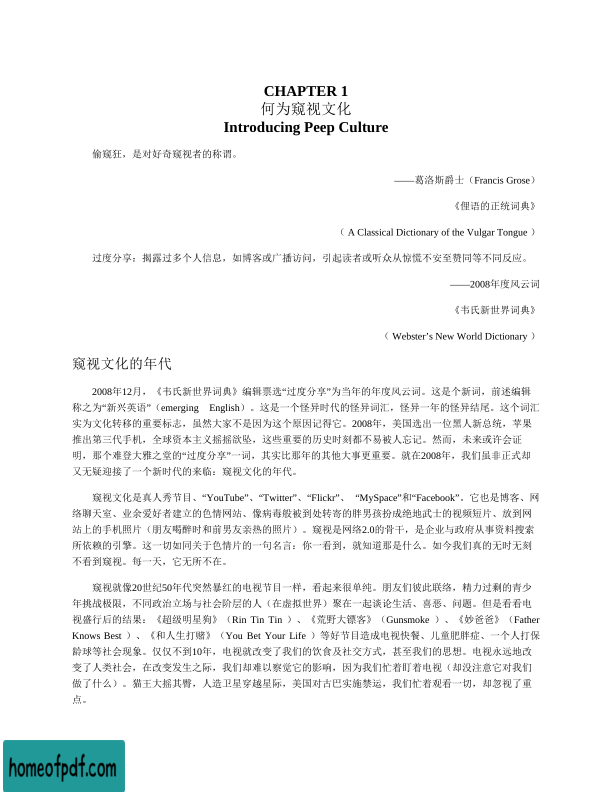 CHAPTER 1
何为窥视文化
Introducing Peep Culture
偷窥狂，是对好奇窥视者的称谓。
——葛洛斯爵士（Francis Grose）
《俚语的正统词典》
（ A Classical Dictionary of the Vulgar Tongue ）
过度分享：揭露过多个人信息，如博客或广播访问，引起读者或听众从惊慌不安至赞同等不同反应。
——2008年度风云词
《韦氏新世界词典》
（ Webster’s New World Dictionary ）
窥视文化的年代
2008年12月，《韦氏新世界词典》编辑票选“过度分享”为当年的年度风云词。这是个新词，前述编辑
称之为“新兴英语”（emerging English）。这是一个怪异时代的怪异词汇，怪异一年的怪异结尾。这个词汇
实为文化转移的重要标志，虽然大家不是因为这个原因记得它。2008年，美国选出一位黑人新总统，苹果
推出第三代手机，全球资本主义摇摇欲坠，这些重要的历史时刻都不易被人忘记。然而，未来或许会证
明，那个难登大雅之堂的“过度分享”一词，其实比那年的其他大事更重要。就在2008年，我们虽非正式却
又无疑迎接了一个新时代的来临：窥视文化的年代。
窥视文化是真人秀节目、“YouTube”、“Twitter”、“Flickr”、 “MySpace”和“Facebook”。它也是博客、网
络聊天室、业余爱好者建立的色情网站、像病毒般被到处转寄的胖男孩扮成绝地武士的视频短片、放到网
站上的手机照片（朋友喝醉时和前男友亲热的照片）。窥视是网络2.0的骨干，是企业与政府从事资料搜索
所依赖的引擎。这一切如同关于色情片的一句名言：你一看到，就知道那是什么。如今我们真的无时无刻
不看到窥视。每一天，它无所不在。
窥视就像20世纪50年代突然暴红的电视节目一样，看起来很单纯。朋友们彼此联络，精力过剩的青少
年挑战极限，不同政治立场与社会阶层的人（在虚拟世界）聚在一起谈论生活、喜恶、问题。但是看看电
视盛行后的结果：《超级明星狗》（Rin Tin Tin ）、《荒野大镖客》（Gunsmoke ）、《妙爸爸》（Father
Knows Best ）、《和人生打赌》（You Bet Your Life ）等好节目造成电视快餐、儿童肥胖症、一个人打保
龄球等社会现象。仅仅不到10年，电视就改变了我们的饮食及社交方式，甚至我们的思想。电视永远地改
变了人类社会，在改变发生之际，我们却难以察觉它的影响，因为我们忙着盯着电视（却没注意它对我们
做了什么）。猫王大摇其臀，人造卫星穿越星际，美国对古巴实施禁运，我们忙着观看一切，却忽视了重
点。
homeofpdf.com